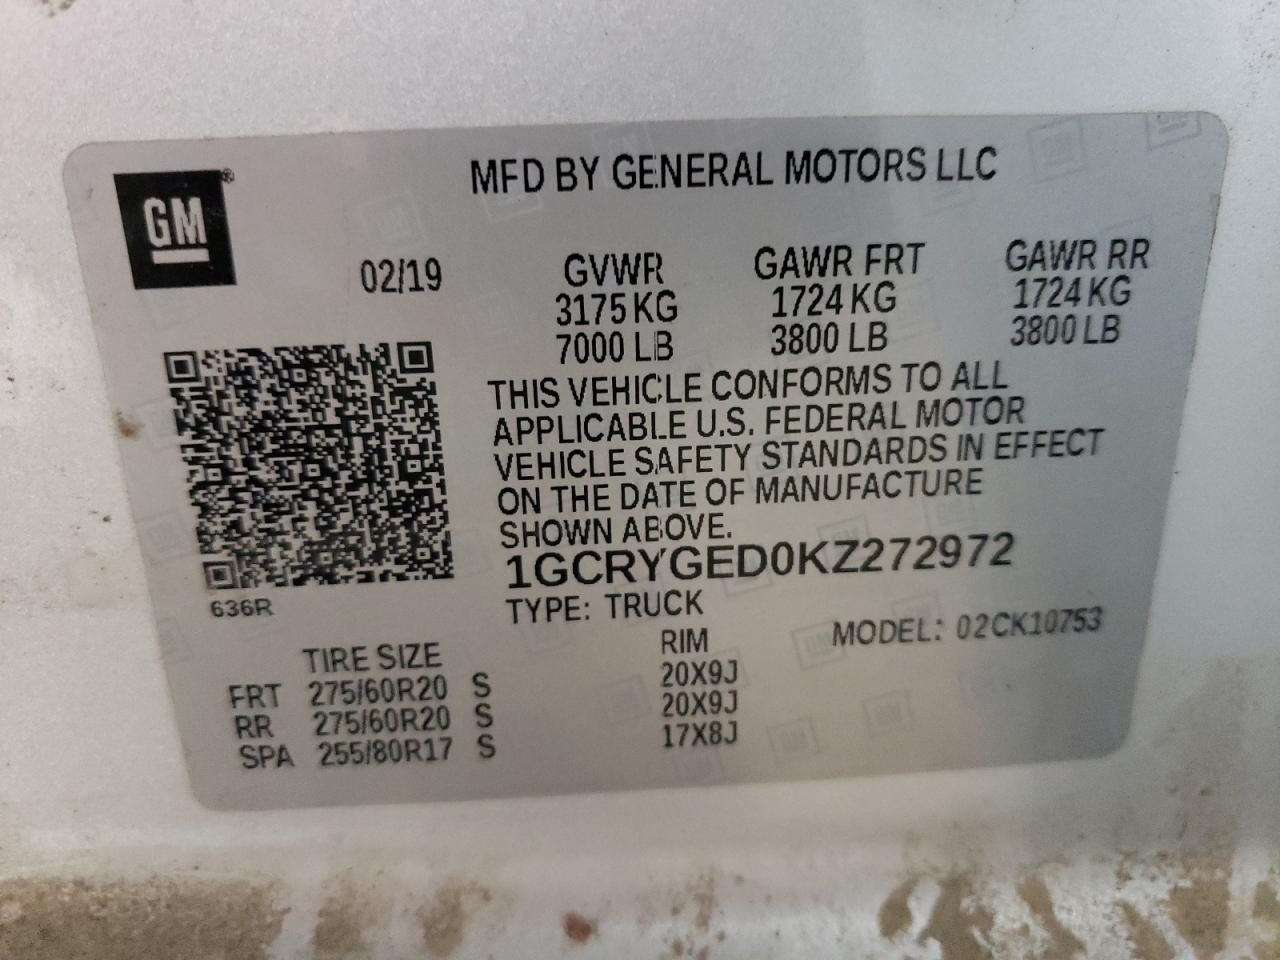 GM®
MFD BY GENERAL MOTORS LLC
02/19
GVWR GAWR FRT GAWR RR
3175 KG 1724 KG 1724 KG
7000 LB 3800 LB 3800 LB
THIS VEHICLE CONFORMS TO ALL
APPLICABLE U.S. FEDERAL MOTOR
VEHICLE SAFETY STANDARDS IN EFFECT
ON THE DATE OF MANUFACTURE
SHOWN ABOVE.
1GCRYGED0KZ272972
636R
TYPE: TRUCK
MODEL: 02CK10753
TIRE SIZE RIM
FRT 275/60R20 S 20X9J
RR 275/60R20 S 20X9J
SPA 255/80R17 S 17X8J